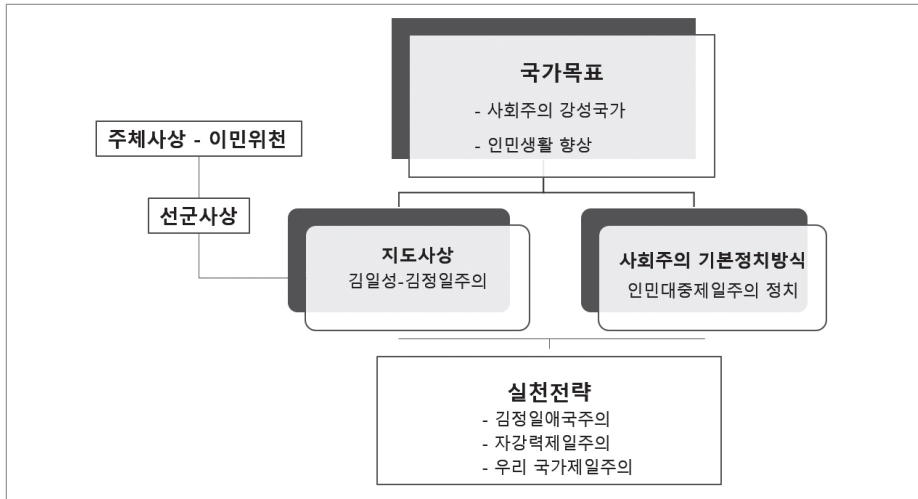 국가목표
- 사회주의 강성국가
- 인민생활 향상
주체사상 - 이민위천
선군사상
지도사상
김일성-김정일주의
사회주의 기본정치방식
인민대중제일주의 정치
실천전략
- 김정일애국주의
- 자강력제일주의
- 우리 국가제일주의